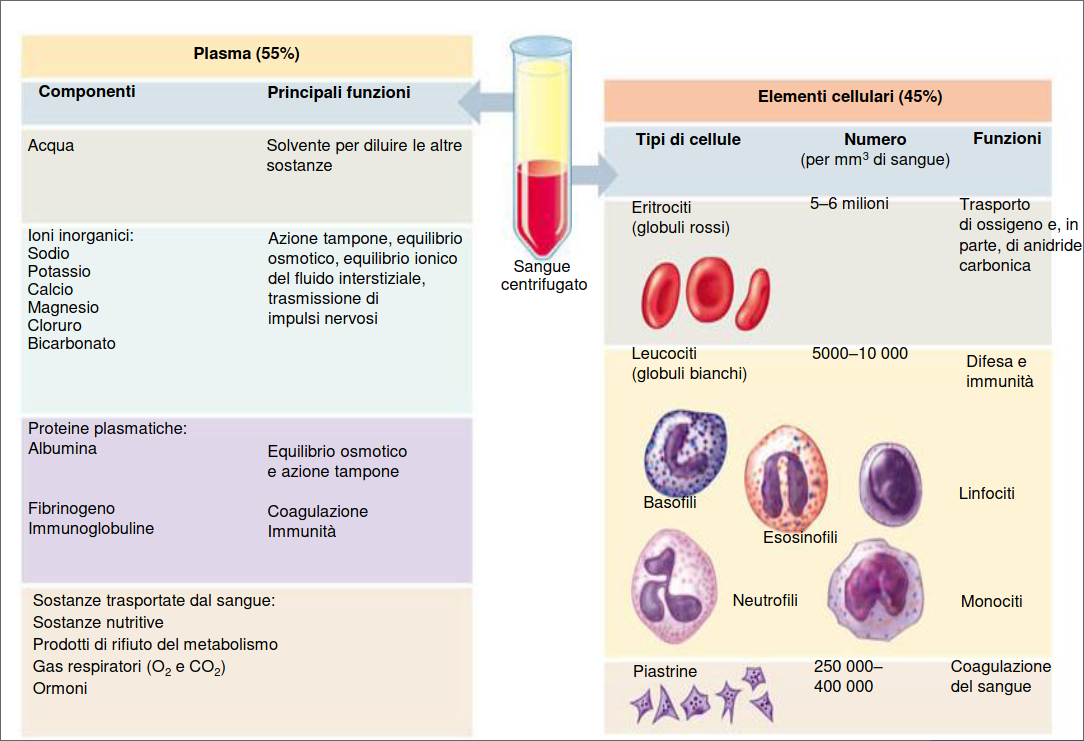 Plasma (55%)
Componenti
Principali funzioni
Acqua
Solvente per diluire le altre
sostanze
Ioni inorganici:
Sodio
Potassio
Calcio
Magnesio
Cloruro
Bicarbonato
Azione tampone, equilibrio
osmotico, equilibrio ionico
del fluido interstiziale,
trasmissione di
impulsi nervosi
Proteine plasmatiche:
Albumina
Equilibrio osmotico
e azione tampone
Fibrinogeno
Coagulazione
Immunoglobuline
Immunità
Sostanze trasportate dal sangue:
Sostanze nutritive
Prodotti di rifiuto del metabolismo
Gas respiratori (O₂ e CO₂)
Ormoni
Sangue
centrifugato
Elementi cellulari (45%)
Tipi di cellule
Numero
(per mm³ di sangue)
Funzioni
Eritrociti
(globuli rossi)
5–6 milioni
Trasporto
di ossigeno e, in
parte, di anidride
carbonica
Leucociti
(globuli bianchi)
5000–10 000
Difesa e
immunità
Basofili
Esosinofili
Linfociti
Neutrofili
Monociti
Piastrine
250 000–
400 000
Coagulazione
del sangue